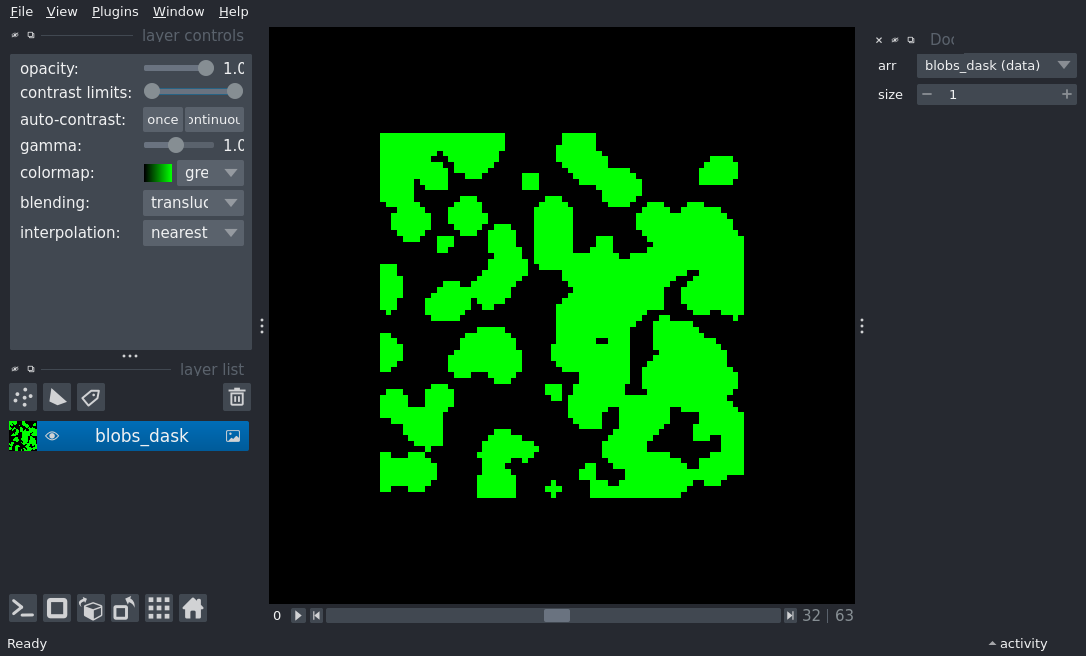 File View Plugins Window Help
layer controls
opacity: 1.0
contrast limits:
auto-contrast: once ontinuou
gamma: 1.0
colormap: gre
blending: transluc
interpolation: nearest
layer list
blobs_dask
0 32 | 63
Ready
Doc
arr blobs_dask (data)
size 1
activity